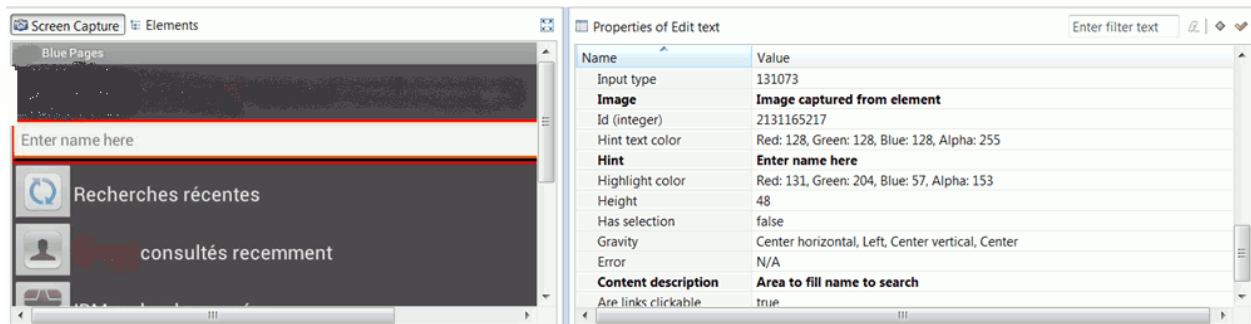 Screen Capture
Elements
Blue Pages
Enter name here
Recherches récentes
consultés recemment
Properties of Edit text
Enter filter text
Name Value
Input type 131073
Image Image captured from element
Id (integer) 2131165217
Hint text color Red: 128, Green: 128, Blue: 128, Alpha: 255
Hint Enter name here
Highlight color Red: 131, Green: 204, Blue: 57, Alpha: 153
Height 48
Has selection false
Gravity Center horizontal, Left, Center vertical, Center
Error N/A
Content description Area to fill name to search
Are links clickable true